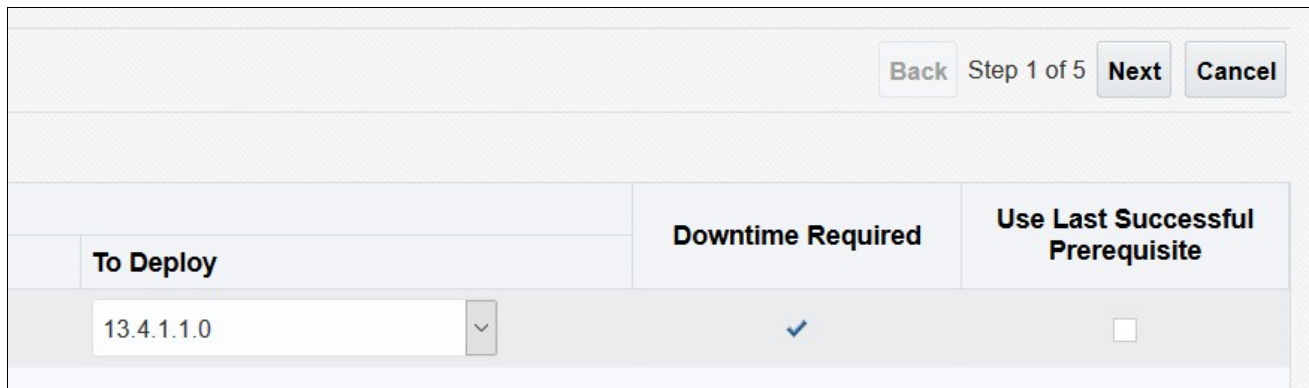 Back Step 1 of 5 Next Cancel
To Deploy
Downtime Required
Use Last Successful
Prerequisite
13.4.1.1.0